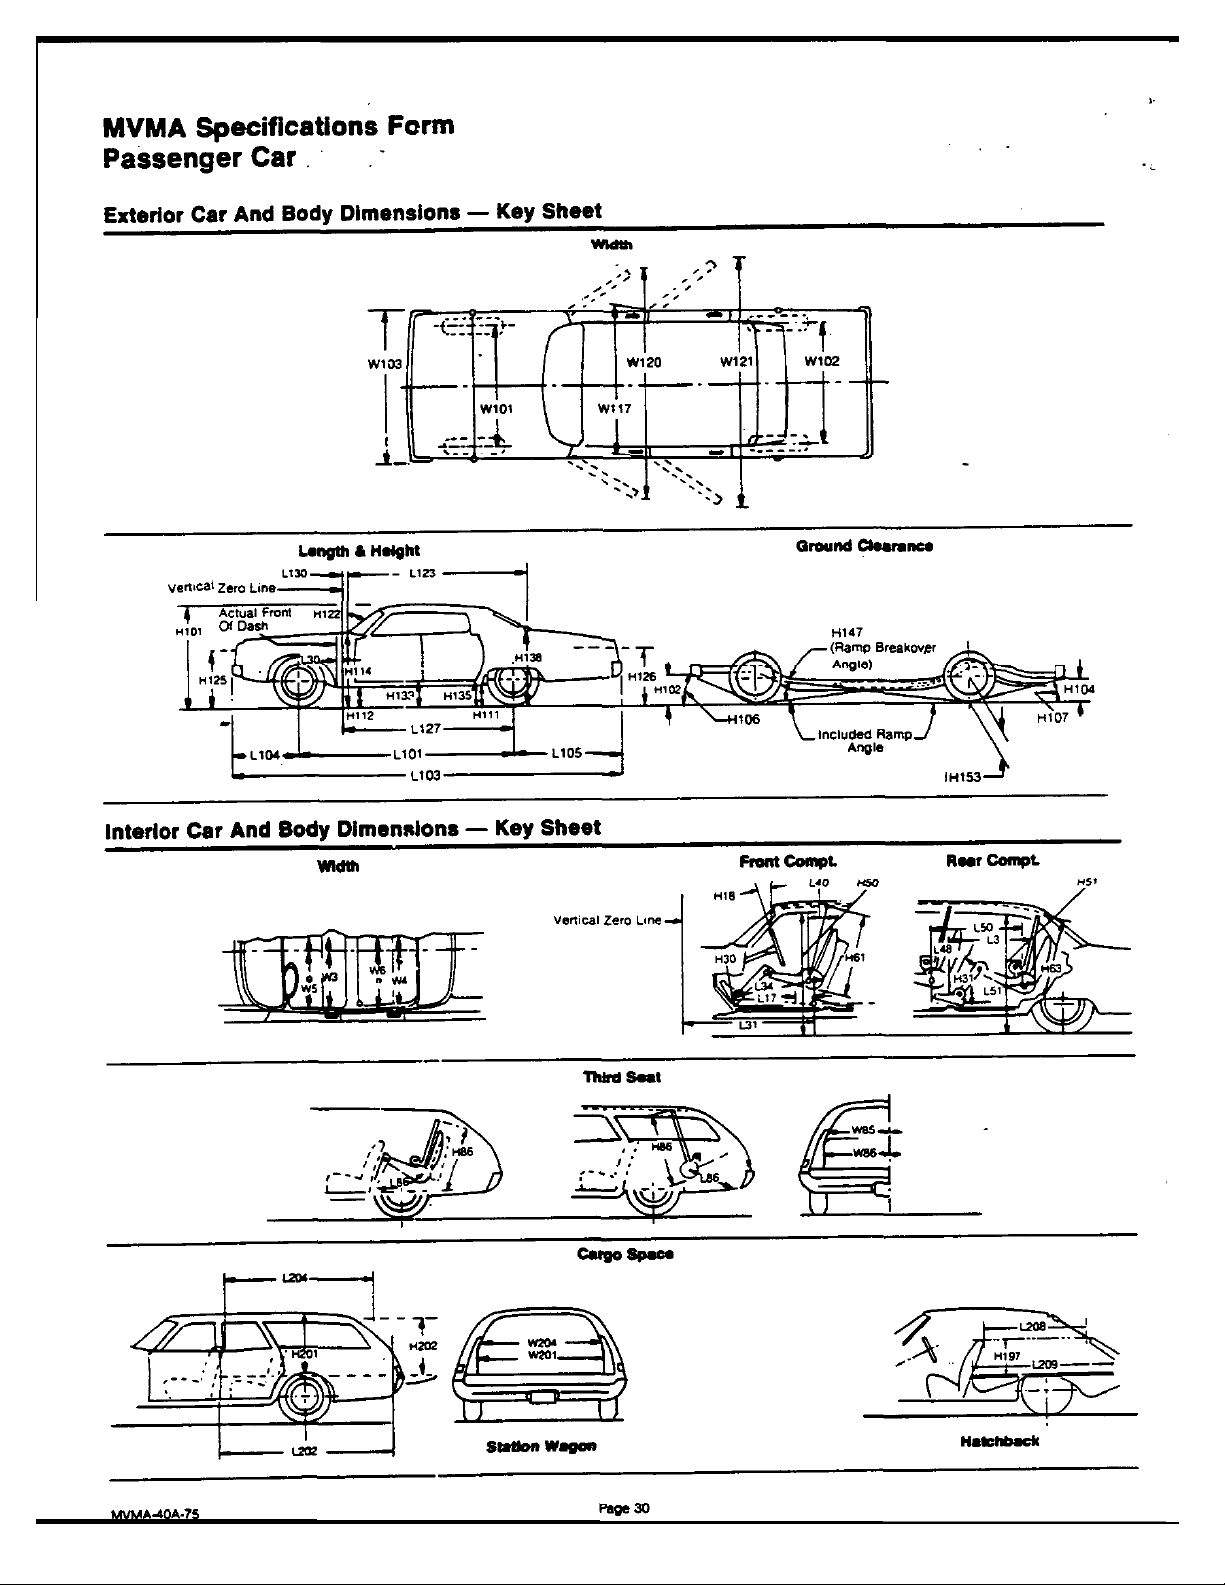 MVMA Specifications Form
Passenger Car
Exterior Car And Body Dimensions — Key Sheet
Width
W103
W101
W117
W120
W121
W102
Length & Height
Ground Clearance
L130
L123
Vertical Zero Line
Actual Front
Of Dash
H122
H101
H125
L30
H114
H138
H126
H133
H135
H112
H111
L127
L104
L101
L105
L103
H147
(Ramp Breakover
Angle)
H102
H104
H106
H107
Included Ramp
Angle
H153
Interior Car And Body Dimensions — Key Sheet
Width
Front Compt.
Rear Compt.
W5
W3
W6
W4
Vertical Zero Line
H18
L40
H50
H30
H61
L34
L17
L31
H51
L50
L3
L48
H31
L51
H63
Third Seat
H86
L86
H86
L86
W85
W86
Cargo Space
L204
H201
H202
L202
W204
W201
Station Wagon
L208
H197
L209
Hatchback
MVMA-40A-75
Page 30